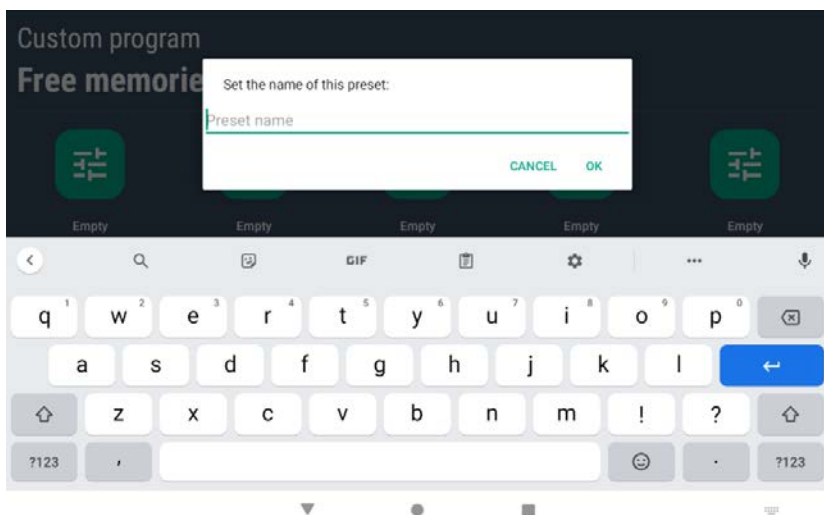 Custom program
Free memorie
Set the name of this preset:
Preset name
CANCEL OK
Empty Empty Empty Empty Empty
GIF
q 1 w 2 e 3 r 4 t 5 y 6 u 7 i 8 o 9 p 0
a s d f g h j k l
z x c v b n m ! ?
?123 , . ?123